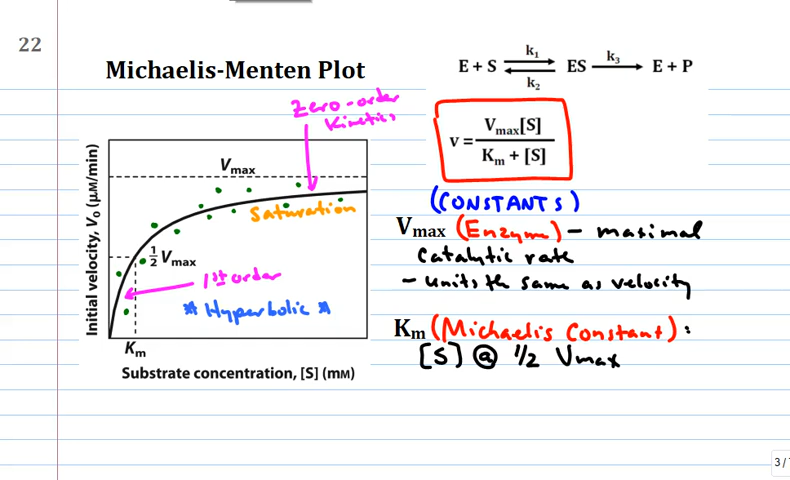 22
Michaelis-Menten Plot
E + S k₁ k₂ ES k₃ E + P
Zero-order
Kinetics
v = Vmax[S] / Km + [S]
Vmax
Saturation
½ Vmax
1st order
* Hyperbolic *
Initial velocity, V₀ (μM/min)
Km
Substrate concentration, [S] (mM)
(CONSTANTS)
Vmax (Enzyme) – maximal
catalytic rate
- units the same as velocity
Km (Michaelis Constant):
[S] @ 1/2 Vmax
3 /